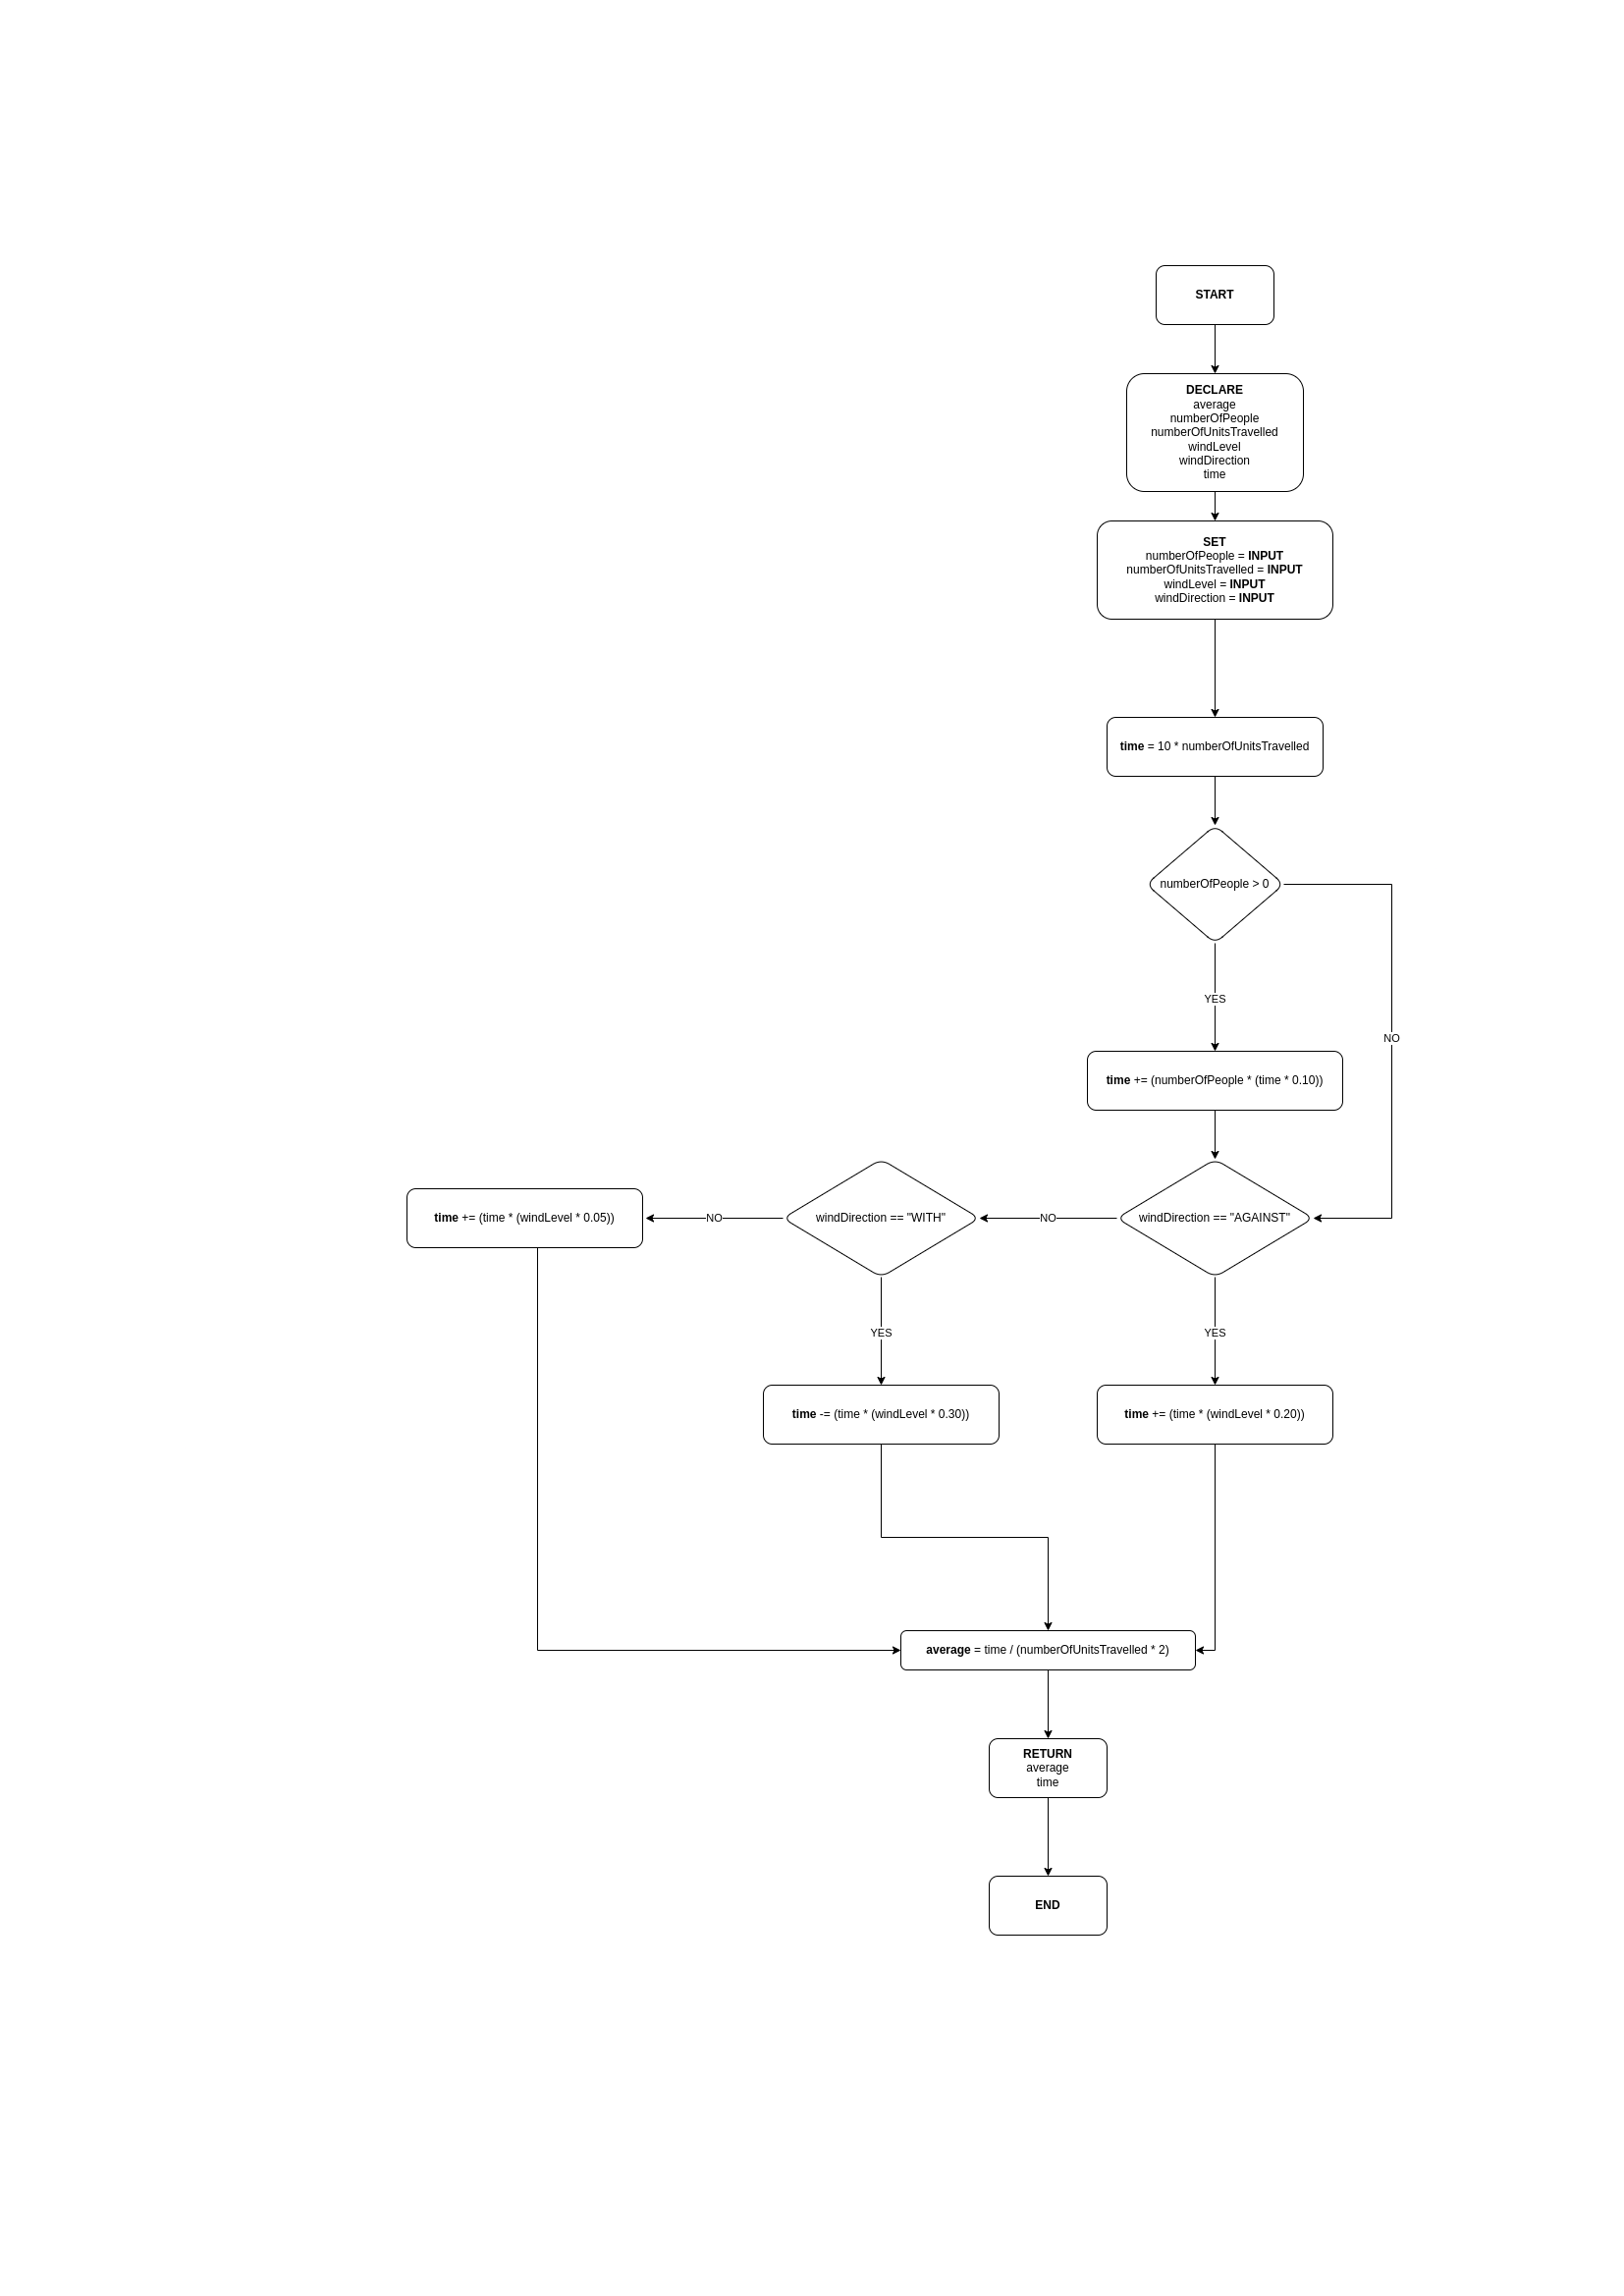 START
DECLARE
average
numberOfPeople
numberOfUnitsTravelled
windLevel
windDirection
time
SET
numberOfPeople = INPUT
numberOfUnitsTravelled = INPUT
windLevel = INPUT
windDirection = INPUT
time = 10 * numberOfUnitsTravelled
numberOfPeople > 0
YES
NO
time += (numberOfPeople * (time * 0.10))
windDirection == "AGAINST"
NO
windDirection == "WITH"
NO
time += (time * (windLevel * 0.05))
YES
YES
time -= (time * (windLevel * 0.30))
time += (time * (windLevel * 0.20))
average = time / (numberOfUnitsTravelled * 2)
RETURN
average
time
END